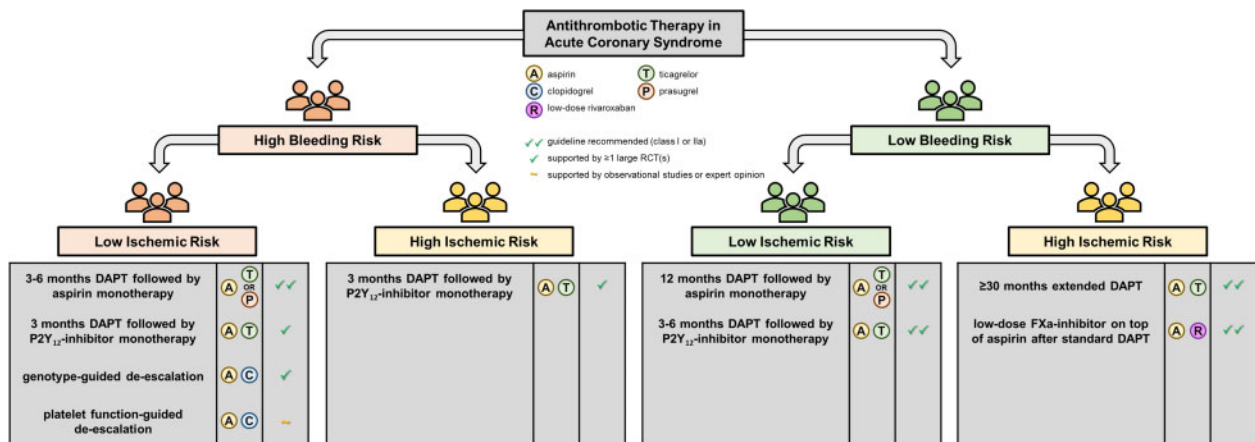 Antithrombotic Therapy in
Acute Coronary Syndrome
A aspirin
T ticagrelor
C clopidogrel
P prasugrel
R low-dose rivaroxaban
✓✓ guideline recommended (class I or IIa)
✓ supported by ≥1 large RCT(s)
~ supported by observational studies or expert opinion
High Bleeding Risk
Low Bleeding Risk
Low Ischemic Risk
High Ischemic Risk
Low Ischemic Risk
High Ischemic Risk
3-6 months DAPT followed by
aspirin monotherapy
A T OR P ✓✓
3 months DAPT followed by
P2Y₁₂-inhibitor monotherapy
A T ✓
genotype-guided de-escalation
A C ✓
platelet function-guided
de-escalation
A C ~
3 months DAPT followed by
P2Y₁₂-inhibitor monotherapy
A T ✓
12 months DAPT followed by
aspirin monotherapy
A T OR P ✓✓
3-6 months DAPT followed by
P2Y₁₂-inhibitor monotherapy
A T ✓✓
≥30 months extended DAPT
A T ✓✓
low-dose FXa-inhibitor on top
of aspirin after standard DAPT
A R ✓✓